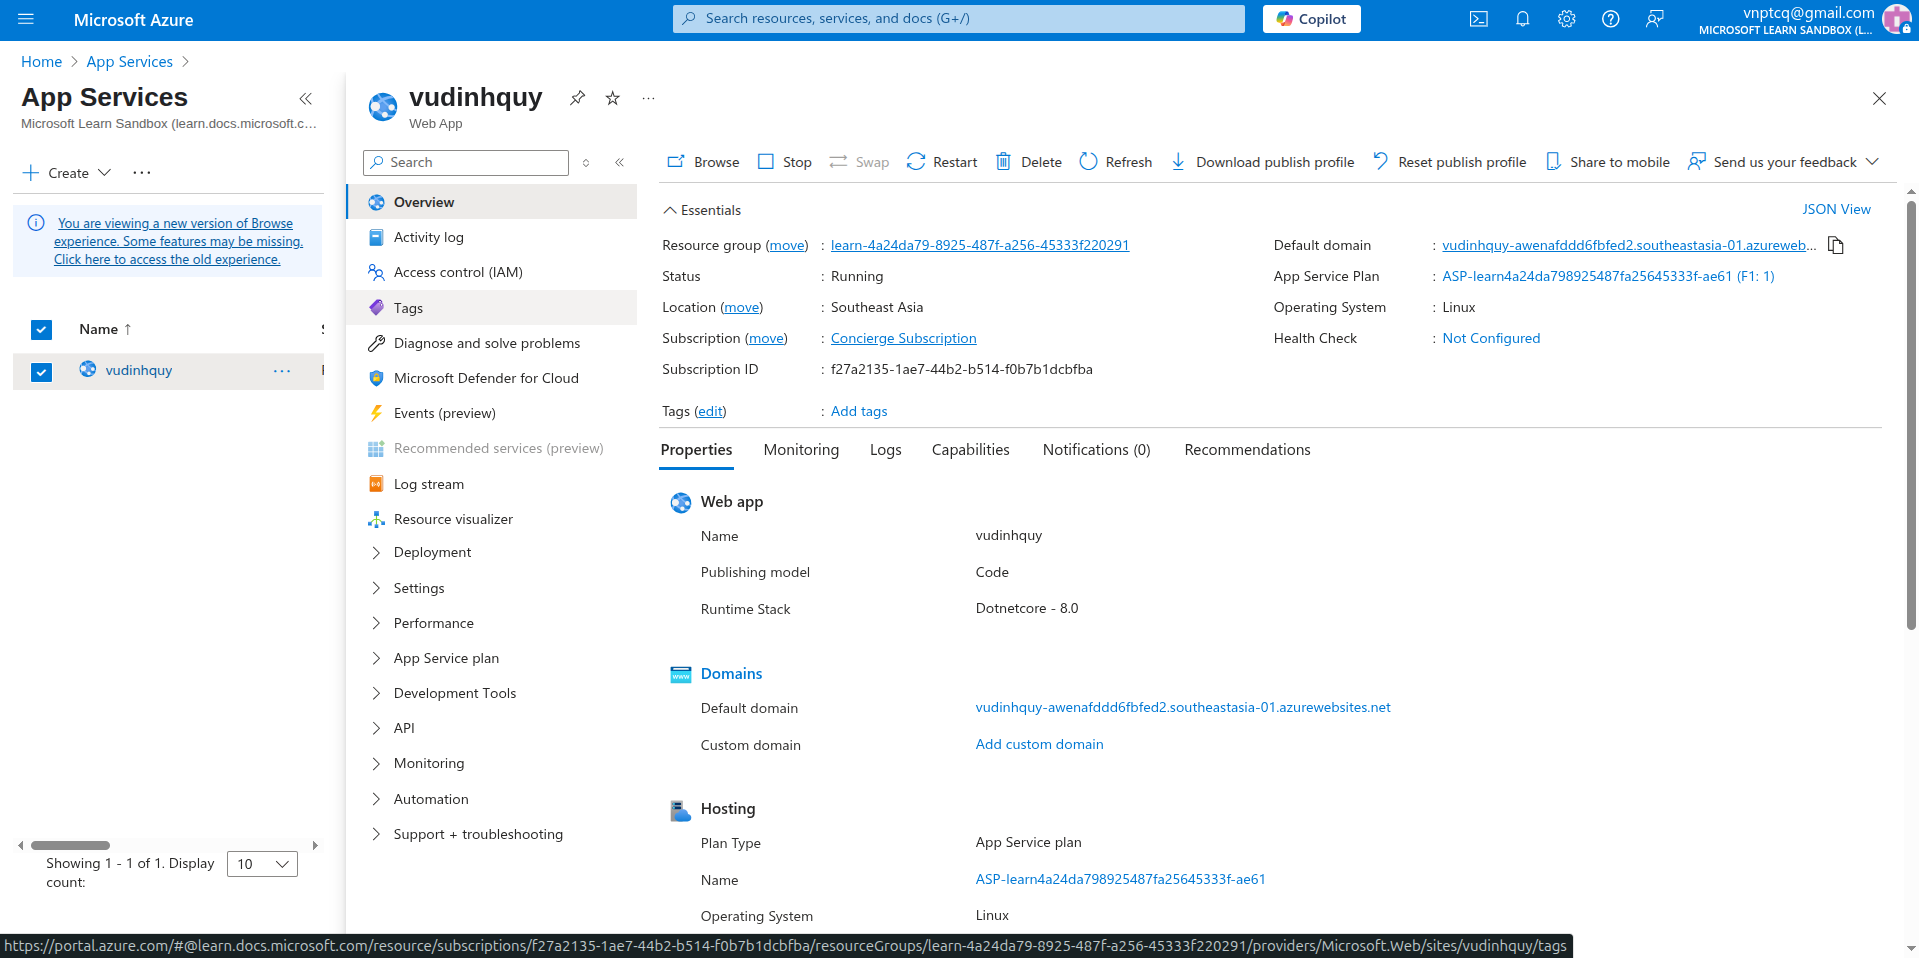 Microsoft Azure
Search resources, services, and docs (G+/)
Copilot
vnptcq@gmail.com
MICROSOFT LEARN SANDBOX (L...
Home > App Services >
App Services
Microsoft Learn Sandbox (learn.docs.microsoft.c...
Create
You are viewing a new version of Browse
experience. Some features may be missing.
Click here to access the old experience.
Name ↑
vudinhquy
Showing 1 - 1 of 1. Display
count:
10
vudinhquy
Web App
Search
Overview
Activity log
Access control (IAM)
Tags
Diagnose and solve problems
Microsoft Defender for Cloud
Events (preview)
Recommended services (preview)
Log stream
Resource visualizer
Deployment
Settings
Performance
App Service plan
Development Tools
API
Monitoring
Automation
Support + troubleshooting
Browse Stop Swap Restart Delete Refresh Download publish profile Reset publish profile Share to mobile Send us your feedback
Essentials
JSON View
Resource group (move) : learn-4a24da79-8925-487f-a256-45333f220291
Status : Running
Location (move) : Southeast Asia
Subscription (move) : Concierge Subscription
Subscription ID : f27a2135-1ae7-44b2-b514-f0b7b1dcbfba
Default domain : vudinhquy-awenafddd6fbfed2.southeastasia-01.azureweb...
App Service Plan : ASP-learn4a24da798925487fa25645333f-ae61 (F1: 1)
Operating System : Linux
Health Check : Not Configured
Tags (edit) : Add tags
Properties Monitoring Logs Capabilities Notifications (0) Recommendations
Web app
Name vudinhquy
Publishing model Code
Runtime Stack Dotnetcore - 8.0
www
Domains
Default domain vudinhquy-awenafddd6fbfed2.southeastasia-01.azurewebsites.net
Custom domain Add custom domain
Hosting
Plan Type App Service plan
Name ASP-learn4a24da798925487fa25645333f-ae61
Operating System Linux
https://portal.azure.com/#@learn.docs.microsoft.com/resource/subscriptions/f27a2135-1ae7-44b2-b514-f0b7b1dcbfba/resourceGroups/learn-4a24da79-8925-487f-a256-45333f220291/providers/Microsoft.Web/sites/vudinhquy/tags